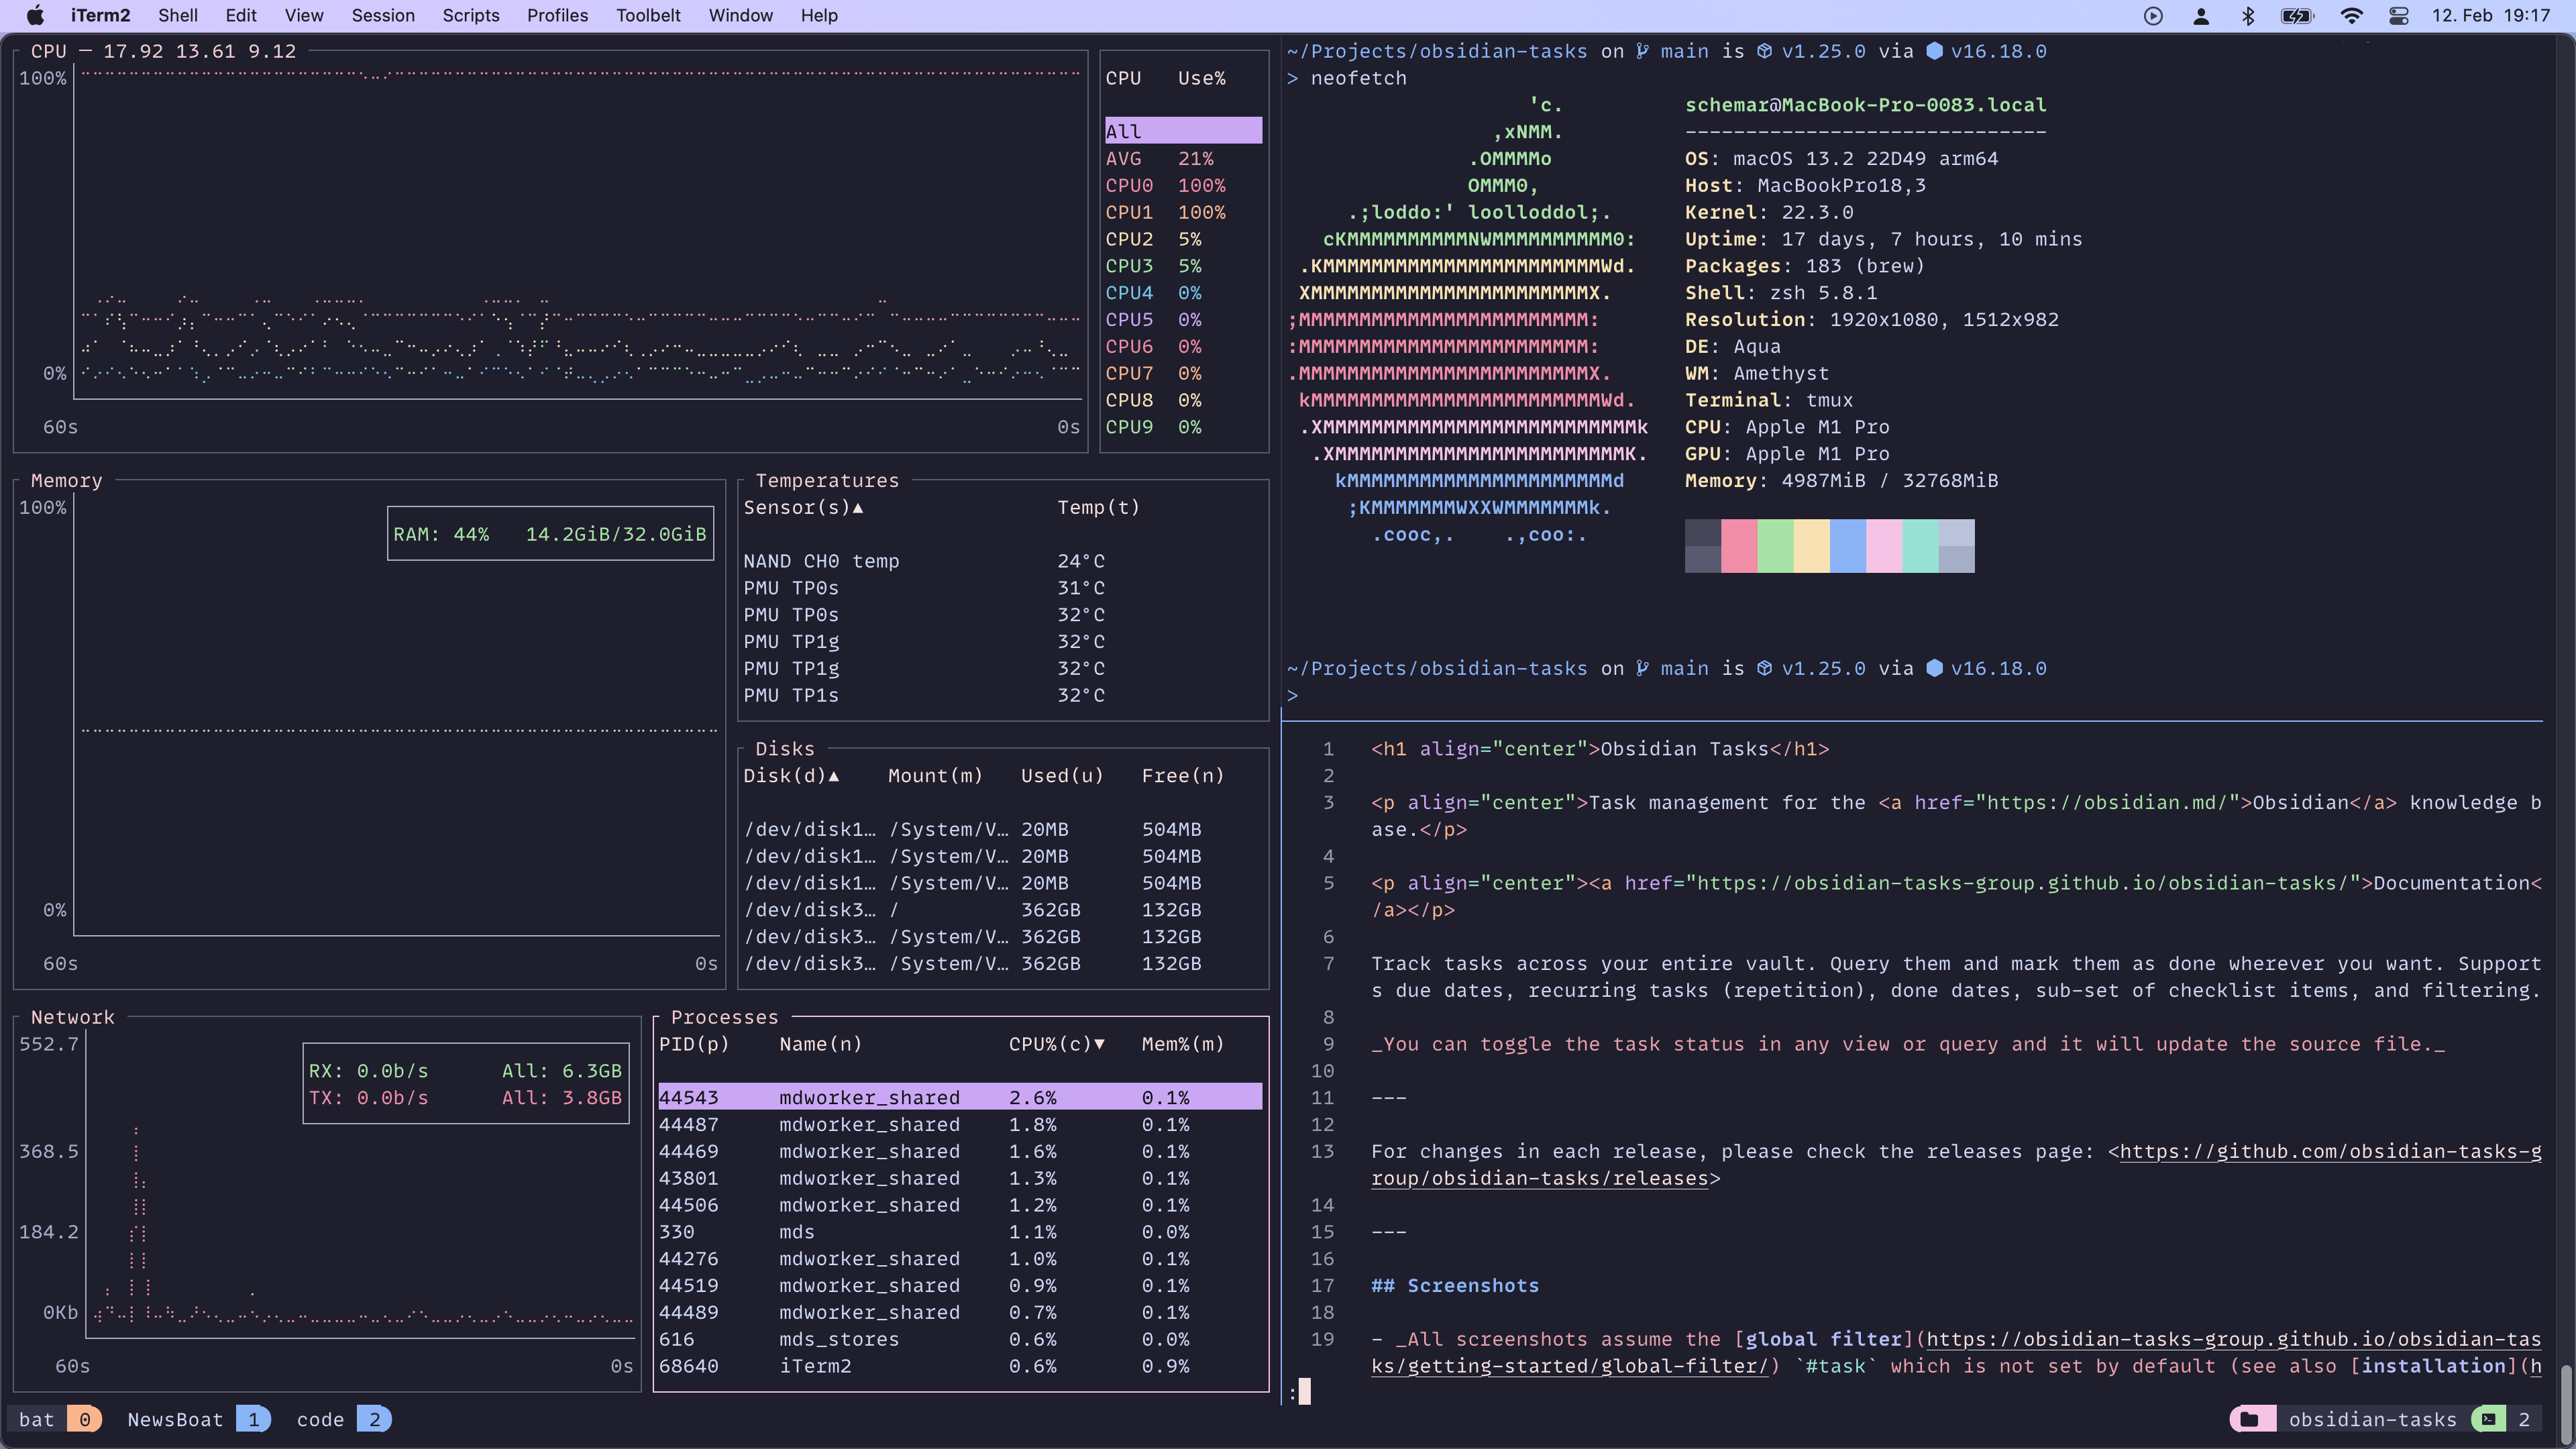 iTerm2 Shell Edit View Session Scripts Profiles Toolbelt Window Help 12. Feb 19:17
CPU — 17.92 13.61 9.12
100%
0%
60s 0s
CPU Use%
All
AVG 21%
CPU0 100%
CPU1 100%
CPU2 5%
CPU3 5%
CPU4 0%
CPU5 0%
CPU6 0%
CPU7 0%
CPU8 0%
CPU9 0%
Memory
100%
RAM: 44% 14.2GiB/32.0GiB
0%
60s 0s
Temperatures
Sensor(s)▲ Temp(t)
NAND CH0 temp 24°C
PMU TP0s 31°C
PMU TP0s 32°C
PMU TP1g 32°C
PMU TP1g 32°C
PMU TP1s 32°C
Disks
Disk(d)▲ Mount(m) Used(u) Free(n)
/dev/disk1… /System/V… 20MB 504MB
/dev/disk1… /System/V… 20MB 504MB
/dev/disk1… /System/V… 20MB 504MB
/dev/disk3… / 362GB 132GB
/dev/disk3… /System/V… 362GB 132GB
/dev/disk3… /System/V… 362GB 132GB
Network
552.7
RX: 0.0b/s All: 6.3GB
TX: 0.0b/s All: 3.8GB
368.5
184.2
0Kb
60s 0s
Processes
PID(p) Name(n) CPU%(c)▼ Mem%(m)
44543 mdworker_shared 2.6% 0.1%
44487 mdworker_shared 1.8% 0.1%
44469 mdworker_shared 1.6% 0.1%
43801 mdworker_shared 1.3% 0.1%
44506 mdworker_shared 1.2% 0.1%
330 mds 1.1% 0.0%
44276 mdworker_shared 1.0% 0.1%
44519 mdworker_shared 0.9% 0.1%
44489 mdworker_shared 0.7% 0.1%
616 mds_stores 0.6% 0.0%
68640 iTerm2 0.6% 0.9%
~/Projects/obsidian-tasks on main is v1.25.0 via v16.18.0
> neofetch
'c. schemar@MacBook-Pro-0083.local
,xNMM. ------------------------------
.OMMMMo OS: macOS 13.2 22D49 arm64
OMMM0, Host: MacBookPro18,3
.;loddo:' loolloddol;. Kernel: 22.3.0
cKMMMMMMMMMMNWMMMMMMMMMM0: Uptime: 17 days, 7 hours, 10 mins
.KMMMMMMMMMMMMMMMMMMMMMMMWd. Packages: 183 (brew)
XMMMMMMMMMMMMMMMMMMMMMMMX. Shell: zsh 5.8.1
;MMMMMMMMMMMMMMMMMMMMMMMM: Resolution: 1920x1080, 1512x982
:MMMMMMMMMMMMMMMMMMMMMMMM: DE: Aqua
.MMMMMMMMMMMMMMMMMMMMMMMMX. WM: Amethyst
kMMMMMMMMMMMMMMMMMMMMMMMMWd. Terminal: tmux
.XMMMMMMMMMMMMMMMMMMMMMMMMMMk CPU: Apple M1 Pro
.XMMMMMMMMMMMMMMMMMMMMMMMMK. GPU: Apple M1 Pro
kMMMMMMMMMMMMMMMMMMMMMMd Memory: 4987MiB / 32768MiB
;KMMMMMMMWXXWMMMMMMMk.
.cooc,. .,coo:.
~/Projects/obsidian-tasks on main is v1.25.0 via v16.18.0
>
1 <h1 align="center">Obsidian Tasks</h1>
2
3 <p align="center">Task management for the <a href="https://obsidian.md/">Obsidian</a> knowledge b
ase.</p>
4
5 <p align="center"><a href="https://obsidian-tasks-group.github.io/obsidian-tasks/">Documentation<
/a></p>
6
7 Track tasks across your entire vault. Query them and mark them as done wherever you want. Support
s due dates, recurring tasks (repetition), done dates, sub-set of checklist items, and filtering.
8
9 _You can toggle the task status in any view or query and it will update the source file._
10
11 ---
12
13 For changes in each release, please check the releases page: <https://github.com/obsidian-tasks-g
roup/obsidian-tasks/releases>
14
15 ---
16
17 ## Screenshots
18
19 - _All screenshots assume the [global filter](https://obsidian-tasks-group.github.io/obsidian-tas
ks/getting-started/global-filter/) `#task` which is not set by default (see also [installation](h
:
bat 0 NewsBoat 1 code 2 obsidian-tasks 2